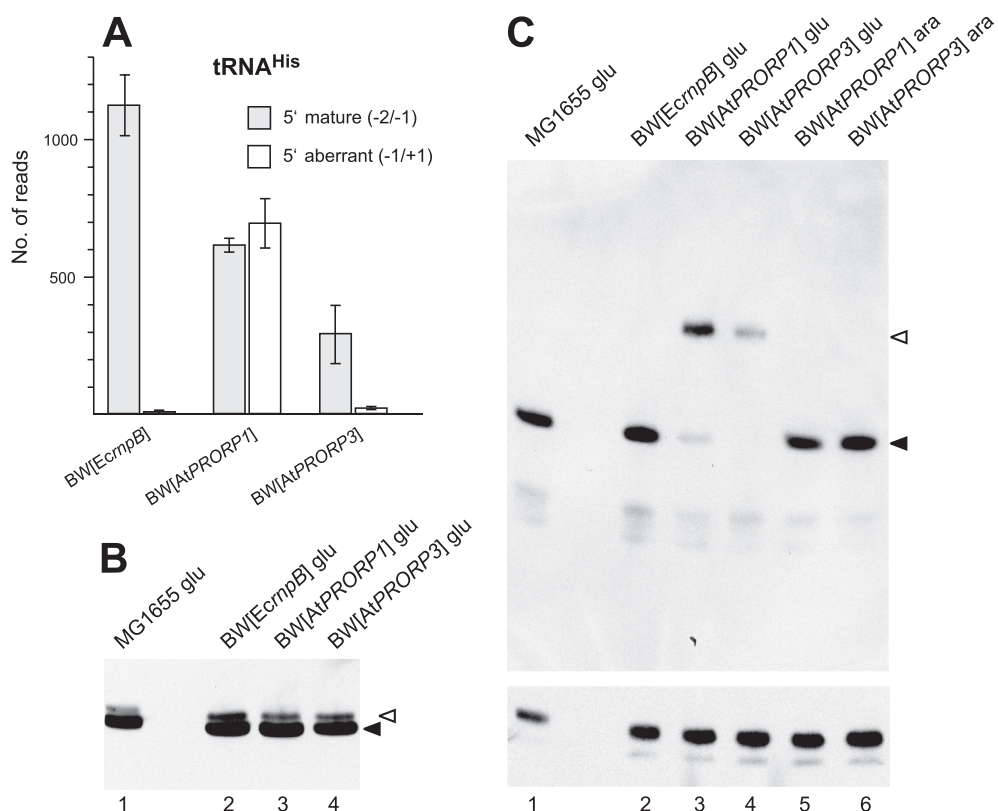 A
tRNAHis
5‘ mature (-2/-1)
5‘ aberrant (-1/+1)
No. of reads
1000
500
BW[EcrnpB]
BW[AtPRORP1]
BW[AtPRORP3]
B
MG1655 glu
BW[EcrnpB] glu
BW[AtPRORP1] glu
BW[AtPRORP3] glu
1 2 3 4
C
MG1655 glu
BW[EcrnpB] glu
BW[AtPRORP1] glu
BW[AtPRORP3] glu
BW[AtPRORP1] ara
BW[AtPRORP3] ara
1 2 3 4 5 6